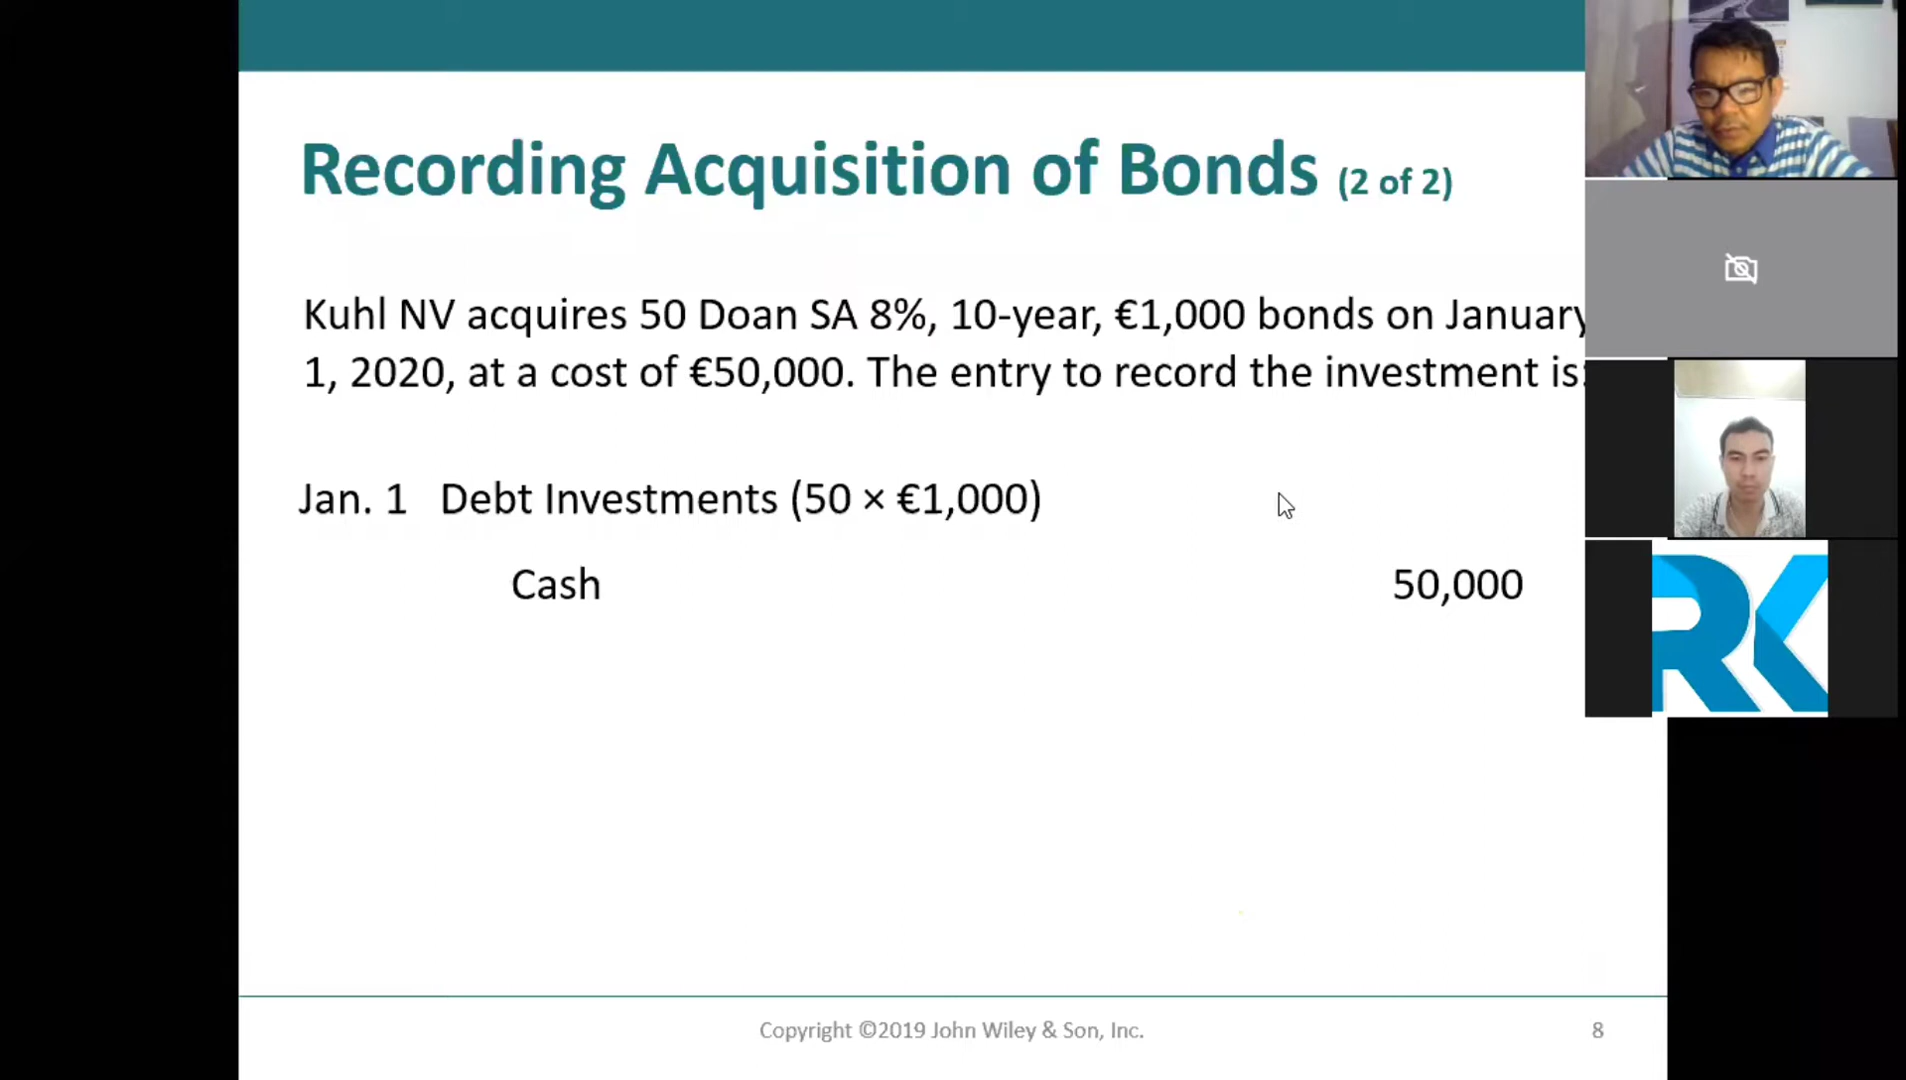 Recording Acquisition of Bonds (2 of 2)
Kuhl NV acquires 50 Doan SA 8%, 10-year, €1,000 bonds on January
1, 2020, at a cost of €50,000. The entry to record the investment is:
Jan. 1 Debt Investments (50 × €1,000)
Cash 50,000
Copyright ©2019 John Wiley & Son, Inc. 8
RK